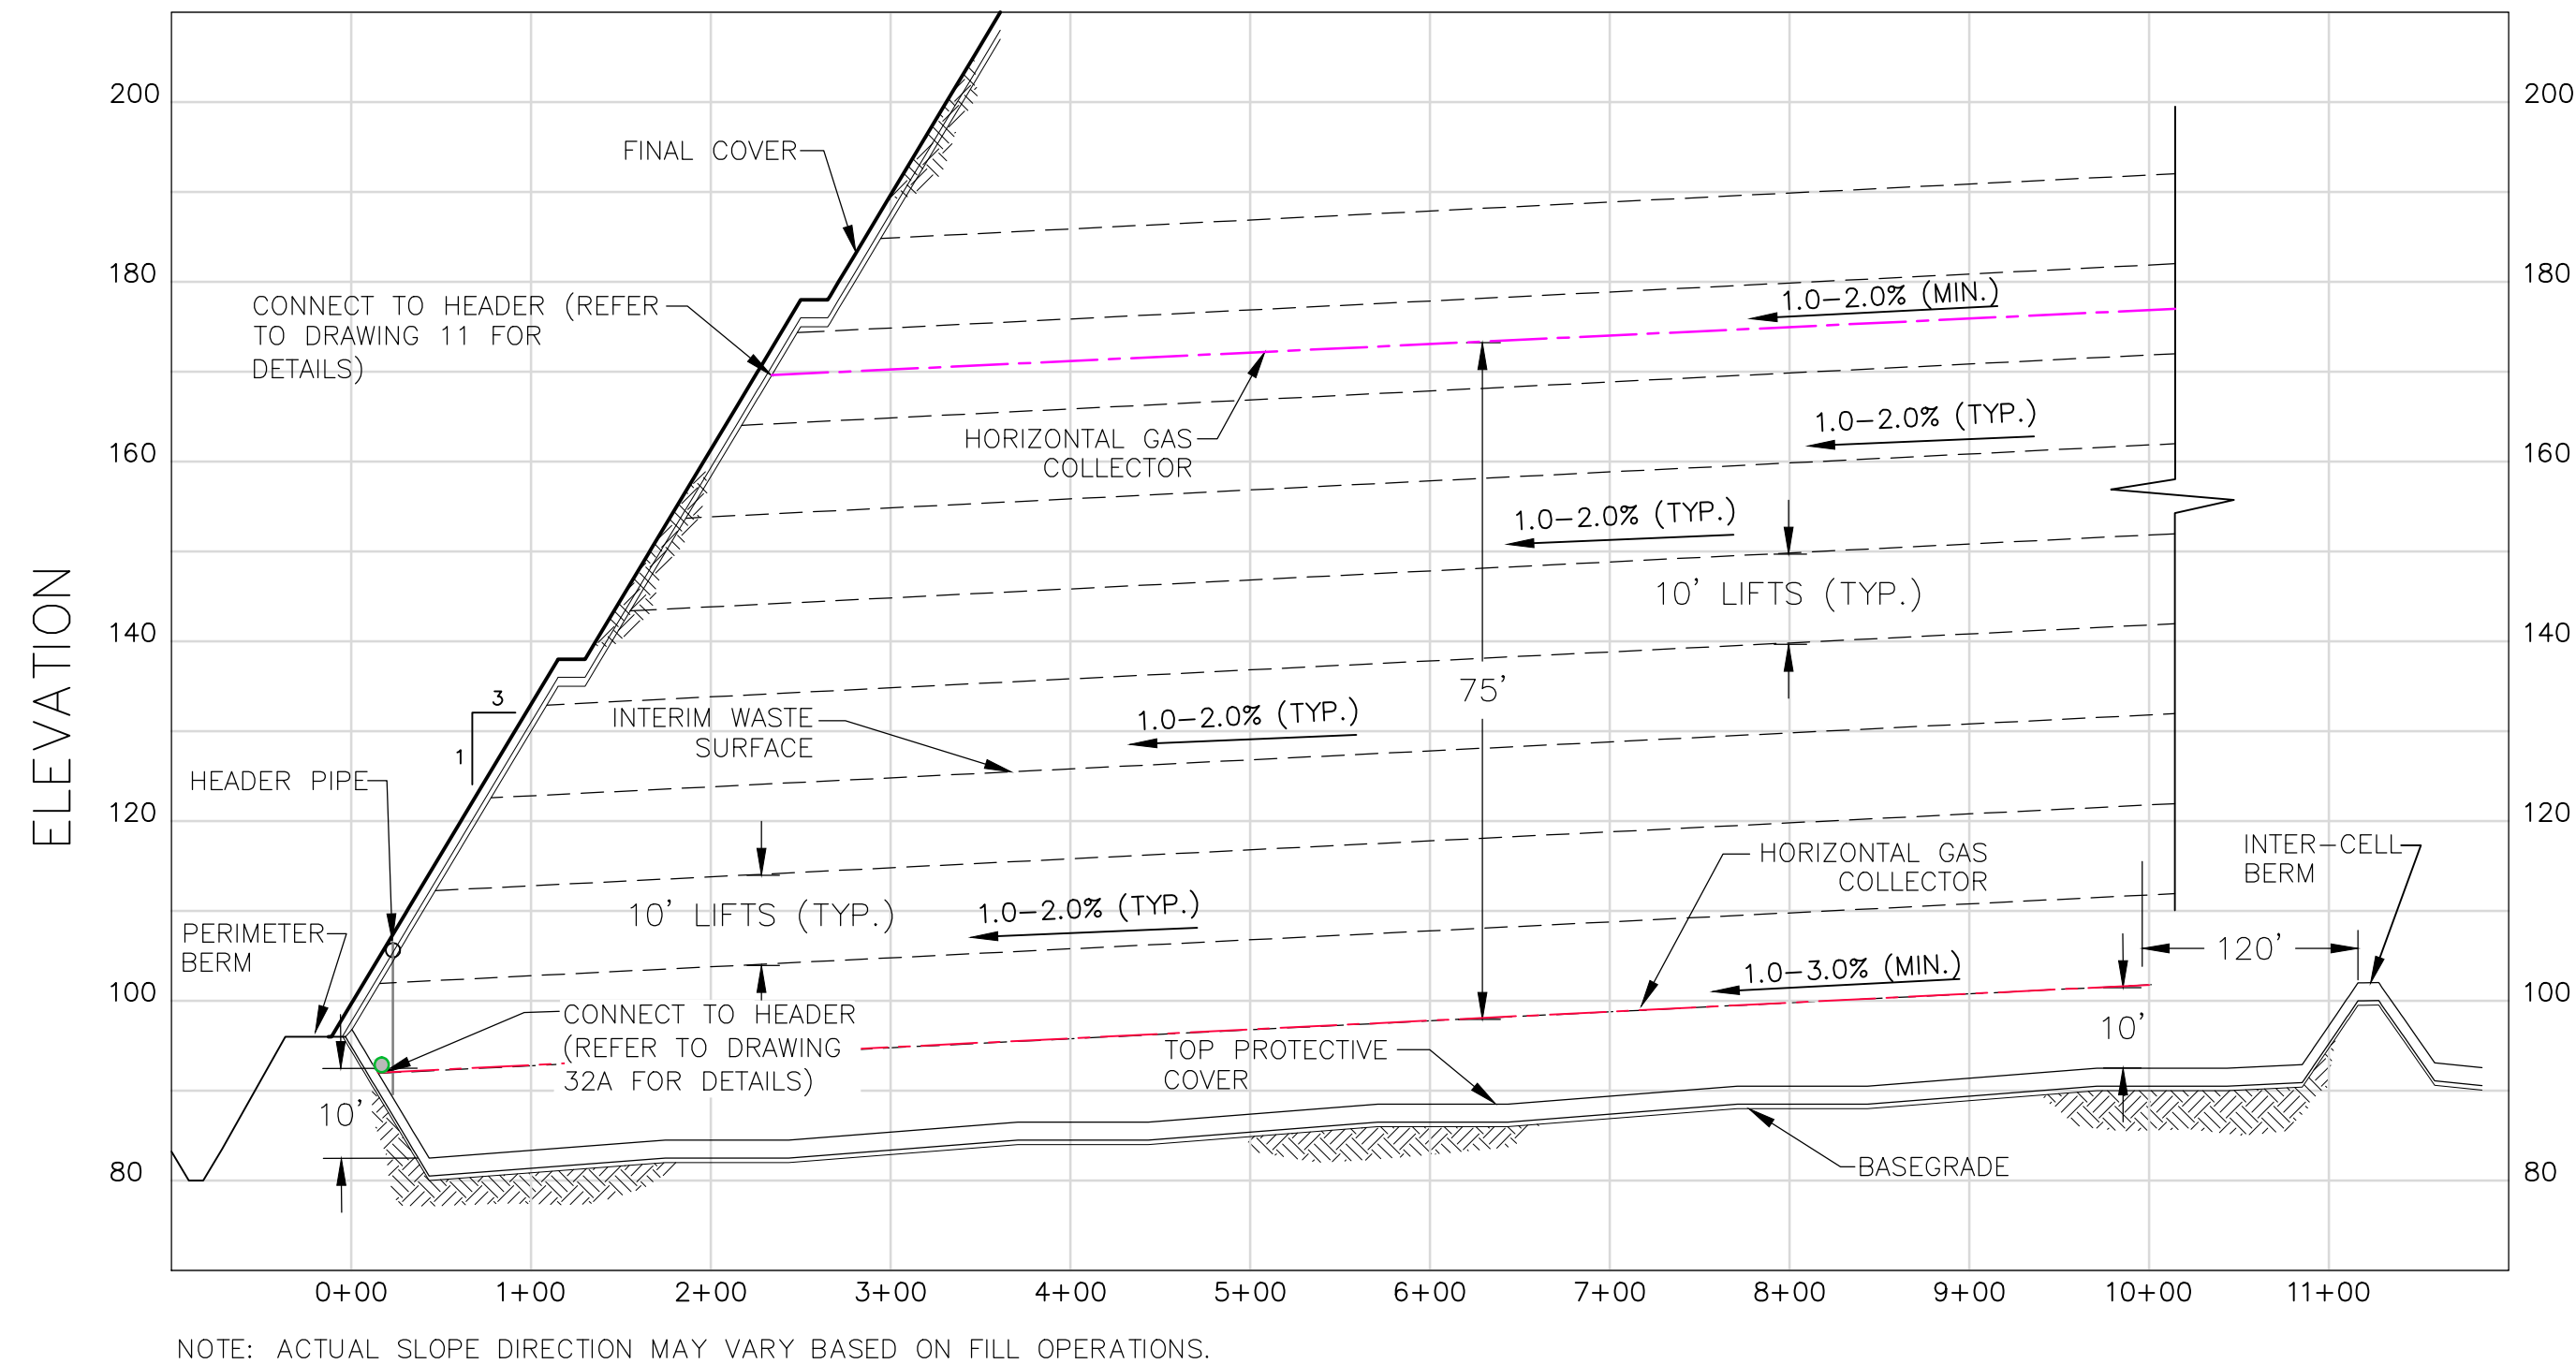 200
200
FINAL COVER
180
180
CONNECT TO HEADER (REFER
TO DRAWING 11 FOR
DETAILS)
1.0-2.0% (MIN.)
HORIZONTAL GAS
COLLECTOR
1.0-2.0% (TYP.)
160
160
1.0-2.0% (TYP.)
10' LIFTS (TYP.)
ELEVATION
140
140
75'
3
1
INTERIM WASTE
SURFACE
1.0-2.0% (TYP.)
HEADER PIPE
120
120
HORIZONTAL GAS
COLLECTOR
INTER-CELL
BERM
10' LIFTS (TYP.)
1.0-2.0% (TYP.)
PERIMETER
BERM
120'
1.0-3.0% (MIN.)
100
100
CONNECT TO HEADER
(REFER TO DRAWING
32A FOR DETAILS)
10'
TOP PROTECTIVE
COVER
10'
BASEGRADE
80
80
0+00 1+00 2+00 3+00 4+00 5+00 6+00 7+00 8+00 9+00 10+00 11+00
NOTE: ACTUAL SLOPE DIRECTION MAY VARY BASED ON FILL OPERATIONS.